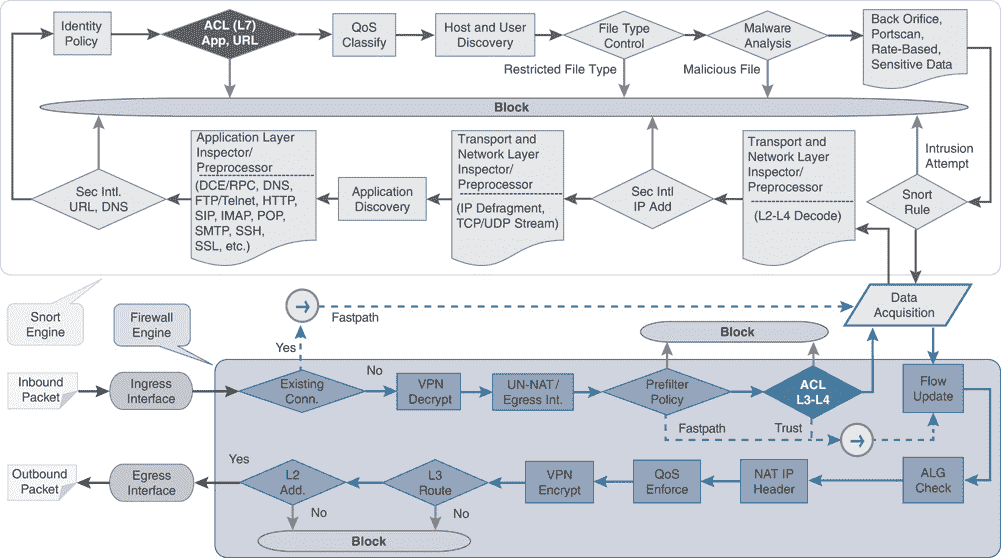 Identity
Policy
ACL (L7)
App, URL
QoS
Classify
Host and User
Discovery
File Type
Control
Malware
Analysis
Back Orifice,
Portscan,
Rate-Based,
Sensitive Data
Restricted File Type
Malicious File
Block
Intrusion
Attempt
Sec Intl.
URL, DNS
Application Layer
Inspector/
Preprocessor
(DCE/RPC, DNS,
FTP/Telnet, HTTP,
SIP, IMAP, POP,
SMTP, SSH,
SSL, etc.)
Application
Discovery
Transport and
Network Layer
Inspector/
Preprocessor
(IP Defragment,
TCP/UDP Stream)
Sec Intl
IP Add
Transport and
Network Layer
Inspector/
Preprocessor
(L2-L4 Decode)
Snort
Rule
Snort
Engine
Firewall
Engine
Fastpath
Data
Acquisition
Yes
Block
Inbound
Packet
Ingress
Interface
Existing
Conn.
No
VPN
Decrypt
UN-NAT/
Egress Int.
Prefilter
Policy
ACL
L3-L4
Flow
Update
Fastpath
Trust
Outbound
Packet
Egress
Interface
Yes
L2
Add.
L3
Route
VPN
Encrypt
QoS
Enforce
NAT IP
Header
ALG
Check
No
No
Block